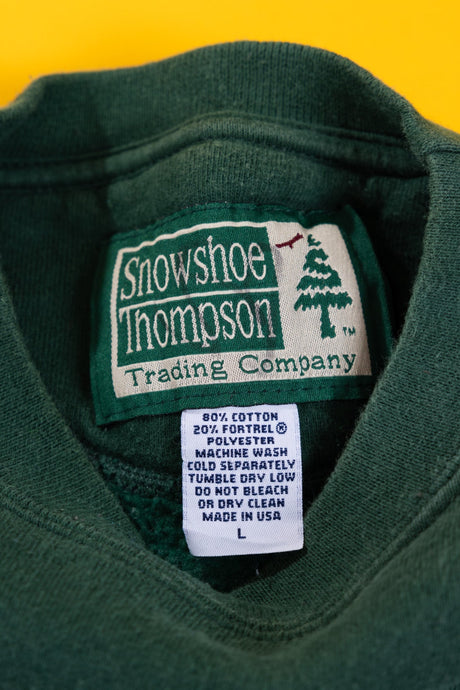 Snowshoe
Thompson
TM
Trading Company
80% COTTON
20% FORTREL®
POLYESTER
MACHINE WASH
COLD SEPARATELY
TUMBLE DRY LOW
DO NOT BLEACH
OR DRY CLEAN
MADE IN USA
L